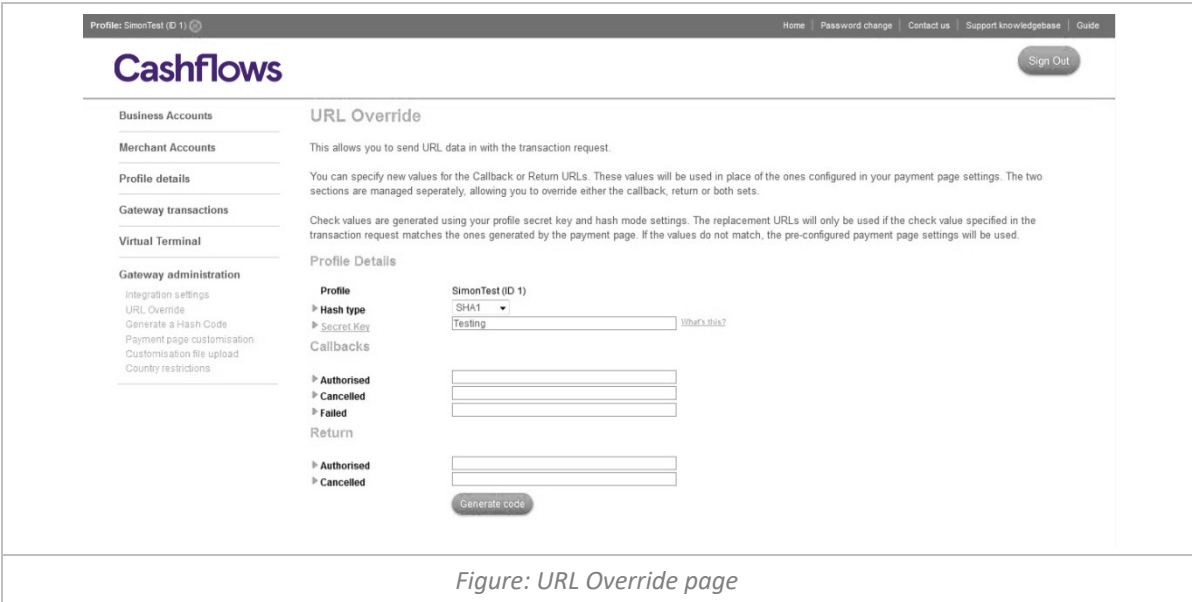 Profile: SimonTest (ID 1)
Home | Password change | Contact us | Support knowledgebase | Guide
Cashflows
Sign Out
Business Accounts
Merchant Accounts
Profile details
Gateway transactions
Virtual Terminal
Gateway administration
Integration settings
URL Override
Generate a Hash Code
Payment page customisation
Customisation file upload
Country restrictions
URL Override
This allows you to send URL data in with the transaction request.
You can specify new values for the Callback or Return URLs. These values will be used in place of the ones configured in your payment page settings. The two
sections are managed seperately, allowing you to override either the callback, return or both sets.
Check values are generated using your profile secret key and hash mode settings. The replacement URLs will only be used if the check value specified in the
transaction request matches the ones generated by the payment page. If the values do not match, the pre-configured payment page settings will be used.
Profile Details
Profile SimonTest (ID 1)
Hash type SHA1
Secret Key Testing What's this?
Callbacks
Authorised
Cancelled
Failed
Return
Authorised
Cancelled
Generate code
Figure: URL Override page